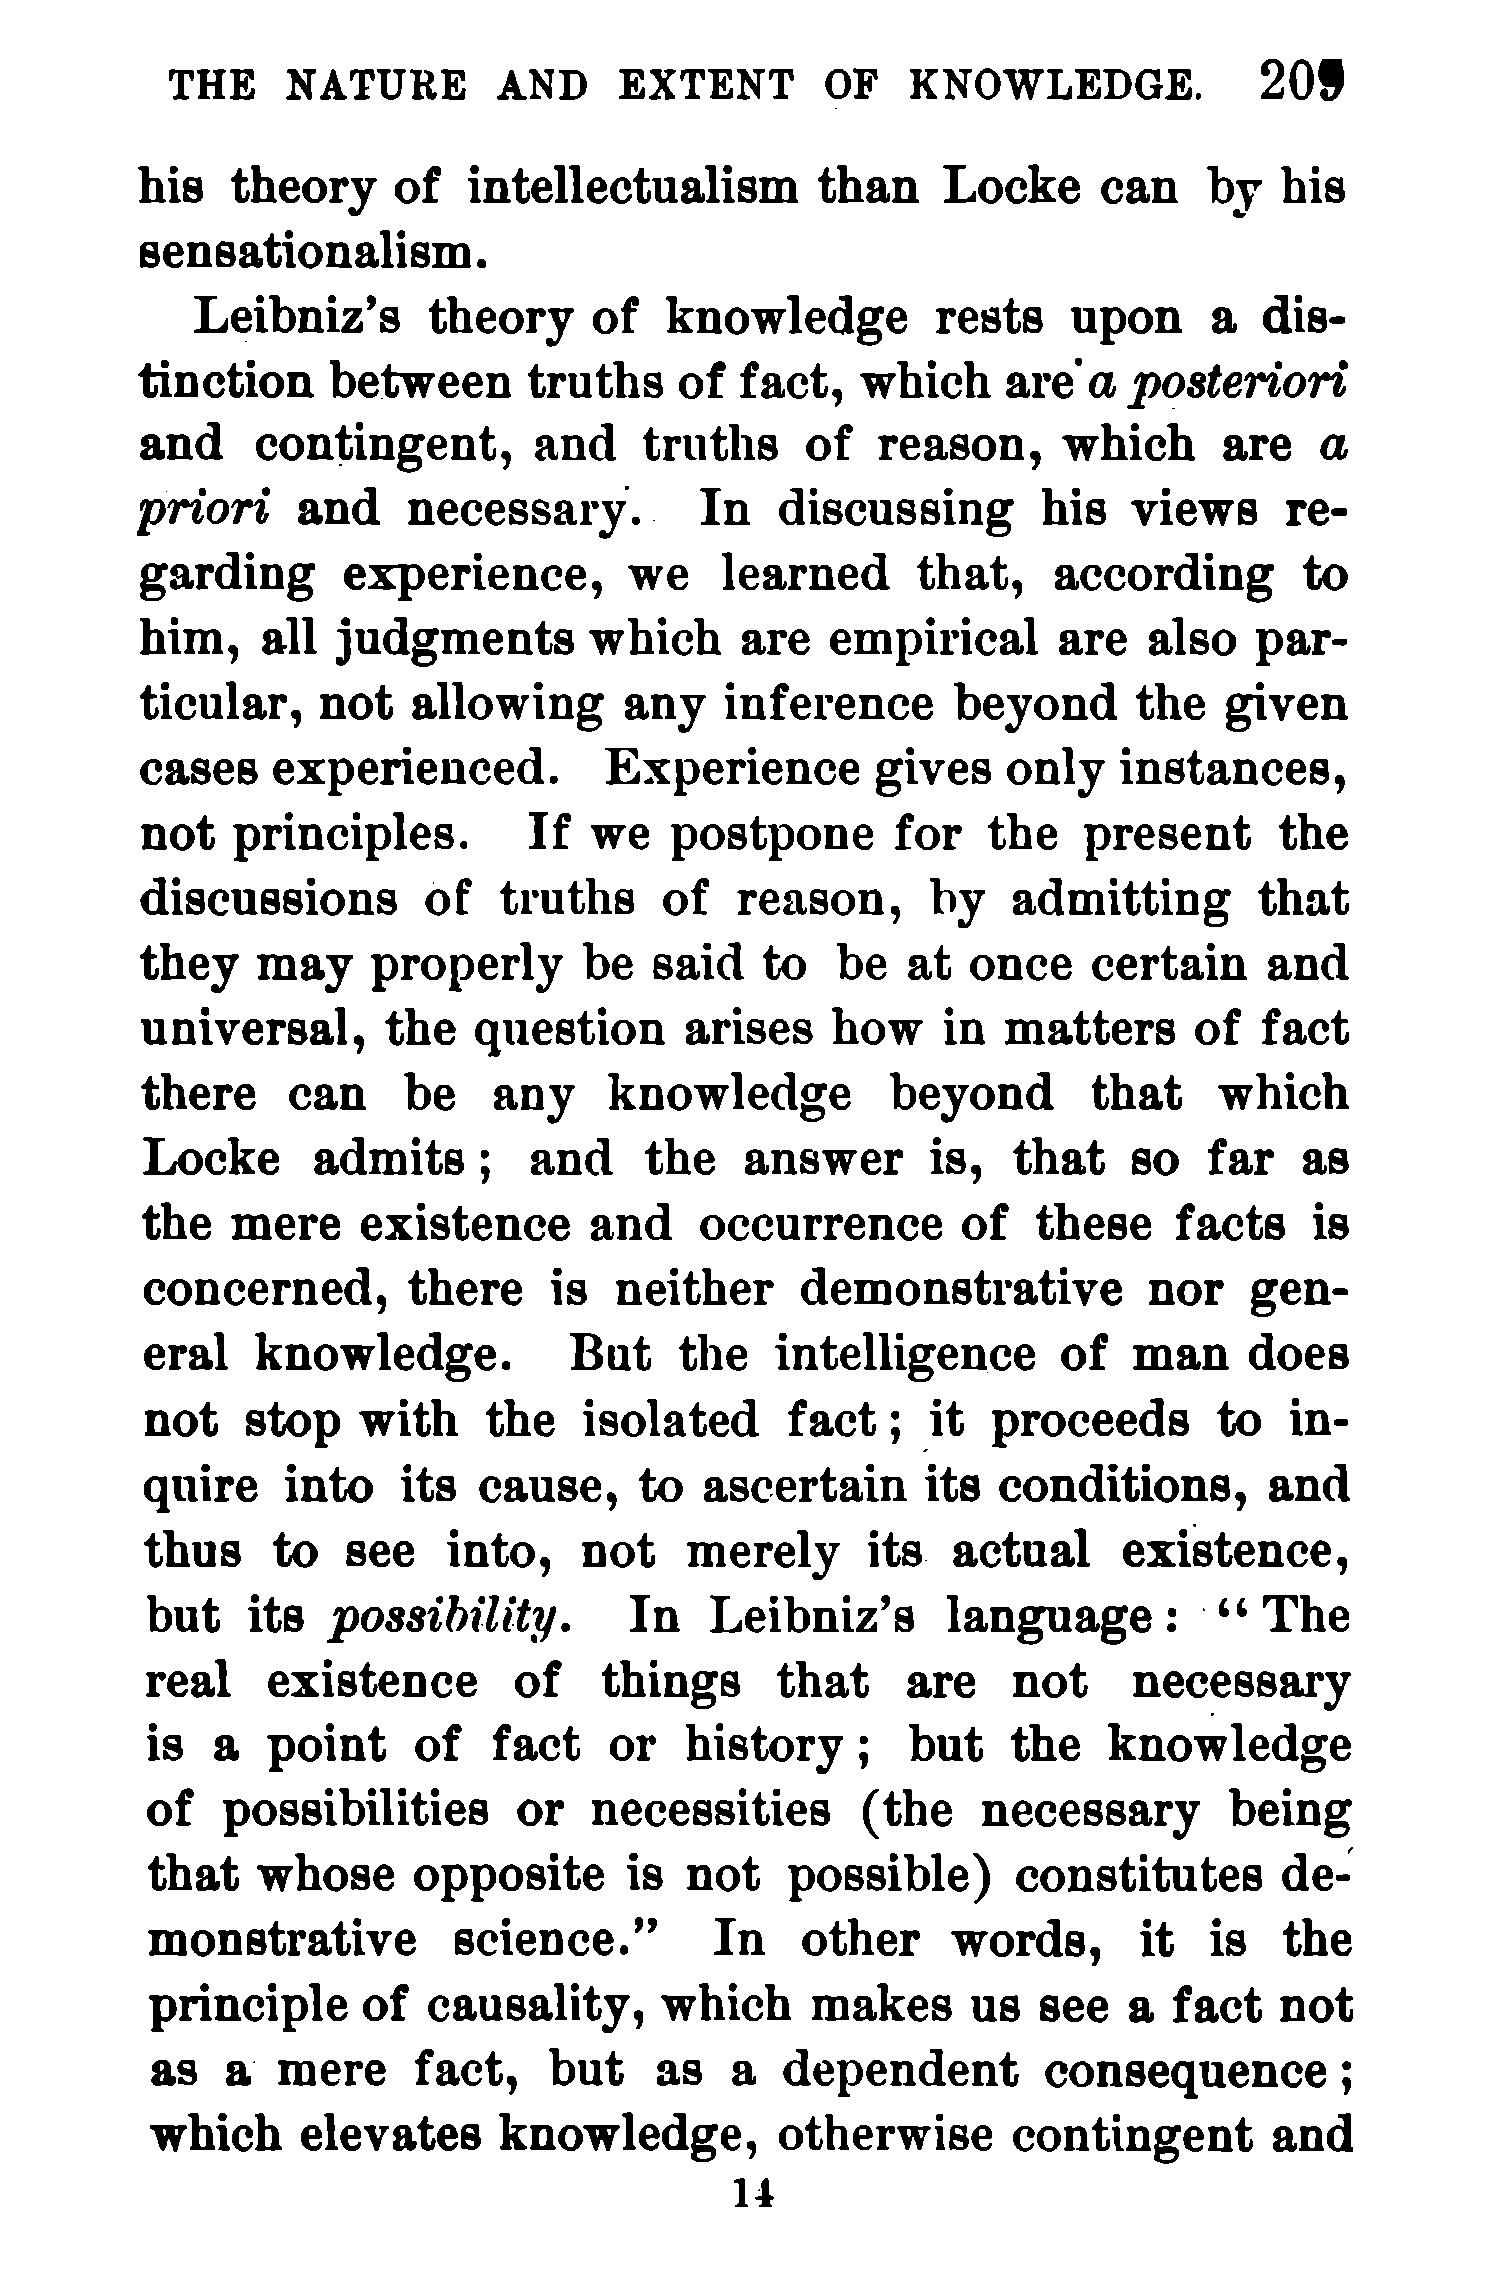 THE NATURE AND EXTENT OF KNOWLEDGE. 209
his theory of intellectualism than Locke can by his
sensationalism.
Leibniz's theory of knowledge rests upon a dis-
tinction between truths of fact, which are a posteriori
and contingent, and truths of reason, which are a
priori and necessary. In discussing his views re-
garding experience, we learned that, according to
him, all judgments which are empirical are also par-
ticular, not allowing any inference beyond the given
cases experienced. Experience gives only instances,
not principles. If we postpone for the present the
discussions of truths of reason, by admitting that
they may properly be said to be at once certain and
universal, the question arises how in matters of fact
there can be any knowledge beyond that which
Locke admits ; and the answer is, that so far as
the mere existence and occurrence of these facts is
concerned, there is neither demonstrative nor gen-
eral knowledge. But the intelligence of man does
not stop with the isolated fact ; it proceeds to in-
quire into its cause, to ascertain its conditions, and
thus to see into, not merely its actual existence,
but its possibility. In Leibniz's language : “ The
real existence of things that are not necessary
is a point of fact or history ; but the knowledge
of possibilities or necessities (the necessary being
that whose opposite is not possible) constitutes de-
monstrative science.” In other words, it is the
principle of causality, which makes us see a fact not
as a mere fact, but as a dependent consequence ;
which elevates knowledge, otherwise contingent and
14